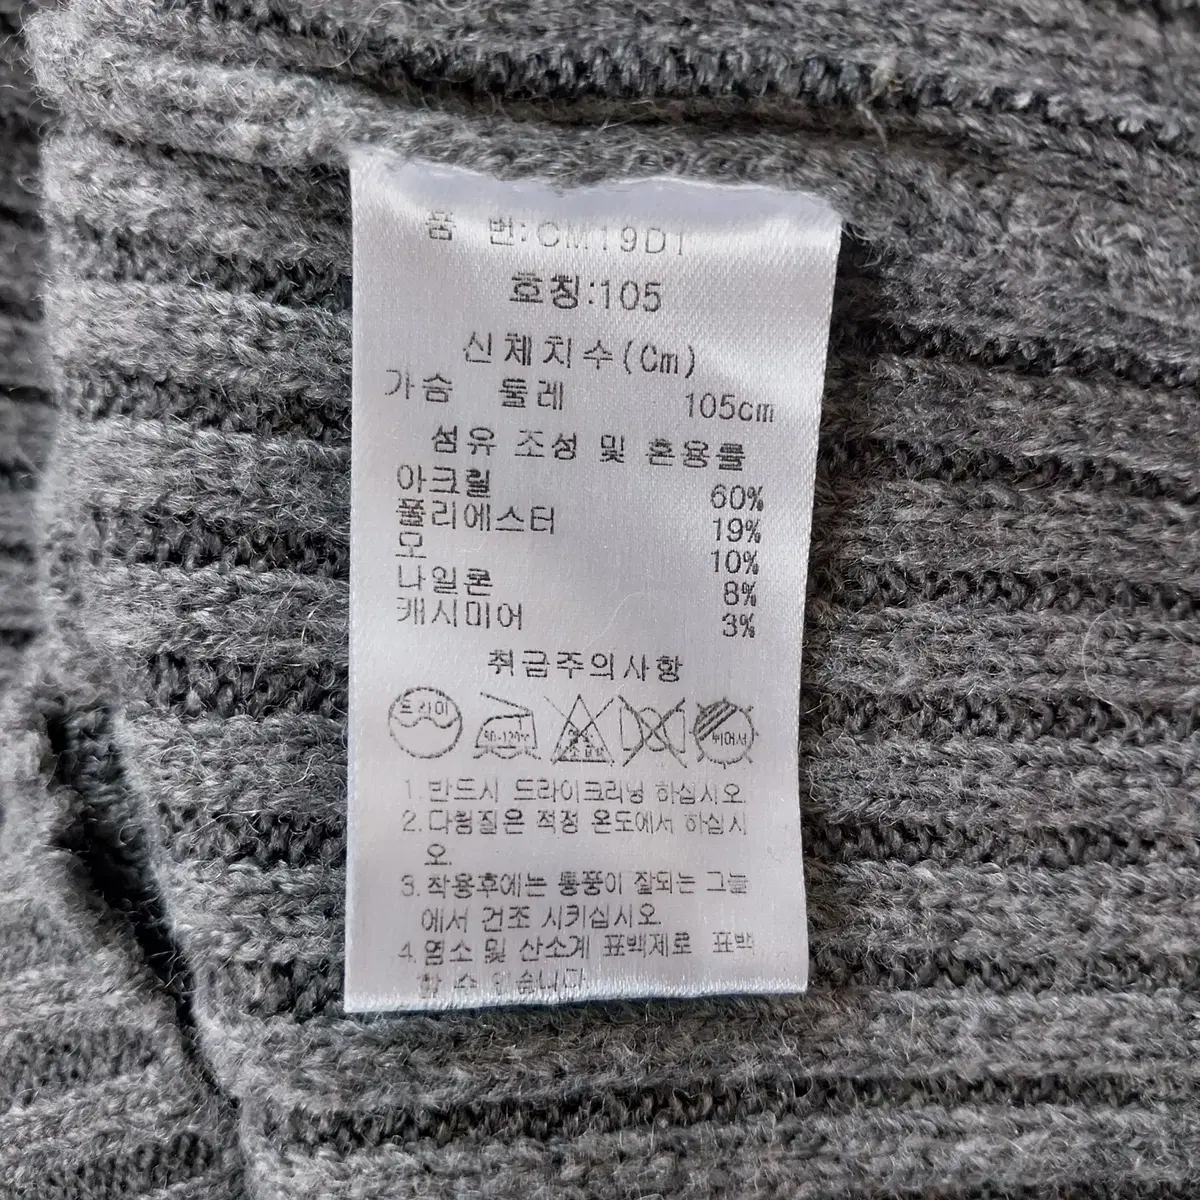 품 번:CM19D1
호칭:105
신체치수(Cm)
가슴 둘레 105cm
섬유 조성 및 혼용률
아크릴 60%
폴리에스터 19%
모 10%
나일론 8%
캐시미어 3%
취급주의사항
드라이 80-120℃ 뉘어서
1.반드시 드라이크리닝 하십시오.
2.다림질은 적정 온도에서 하십시
오.
3.착용후에는 통풍이 잘되는 그늘
에서 건조 시키십시오.
4.염소 및 산소계 표백제로 표백
할 수 없습니다.